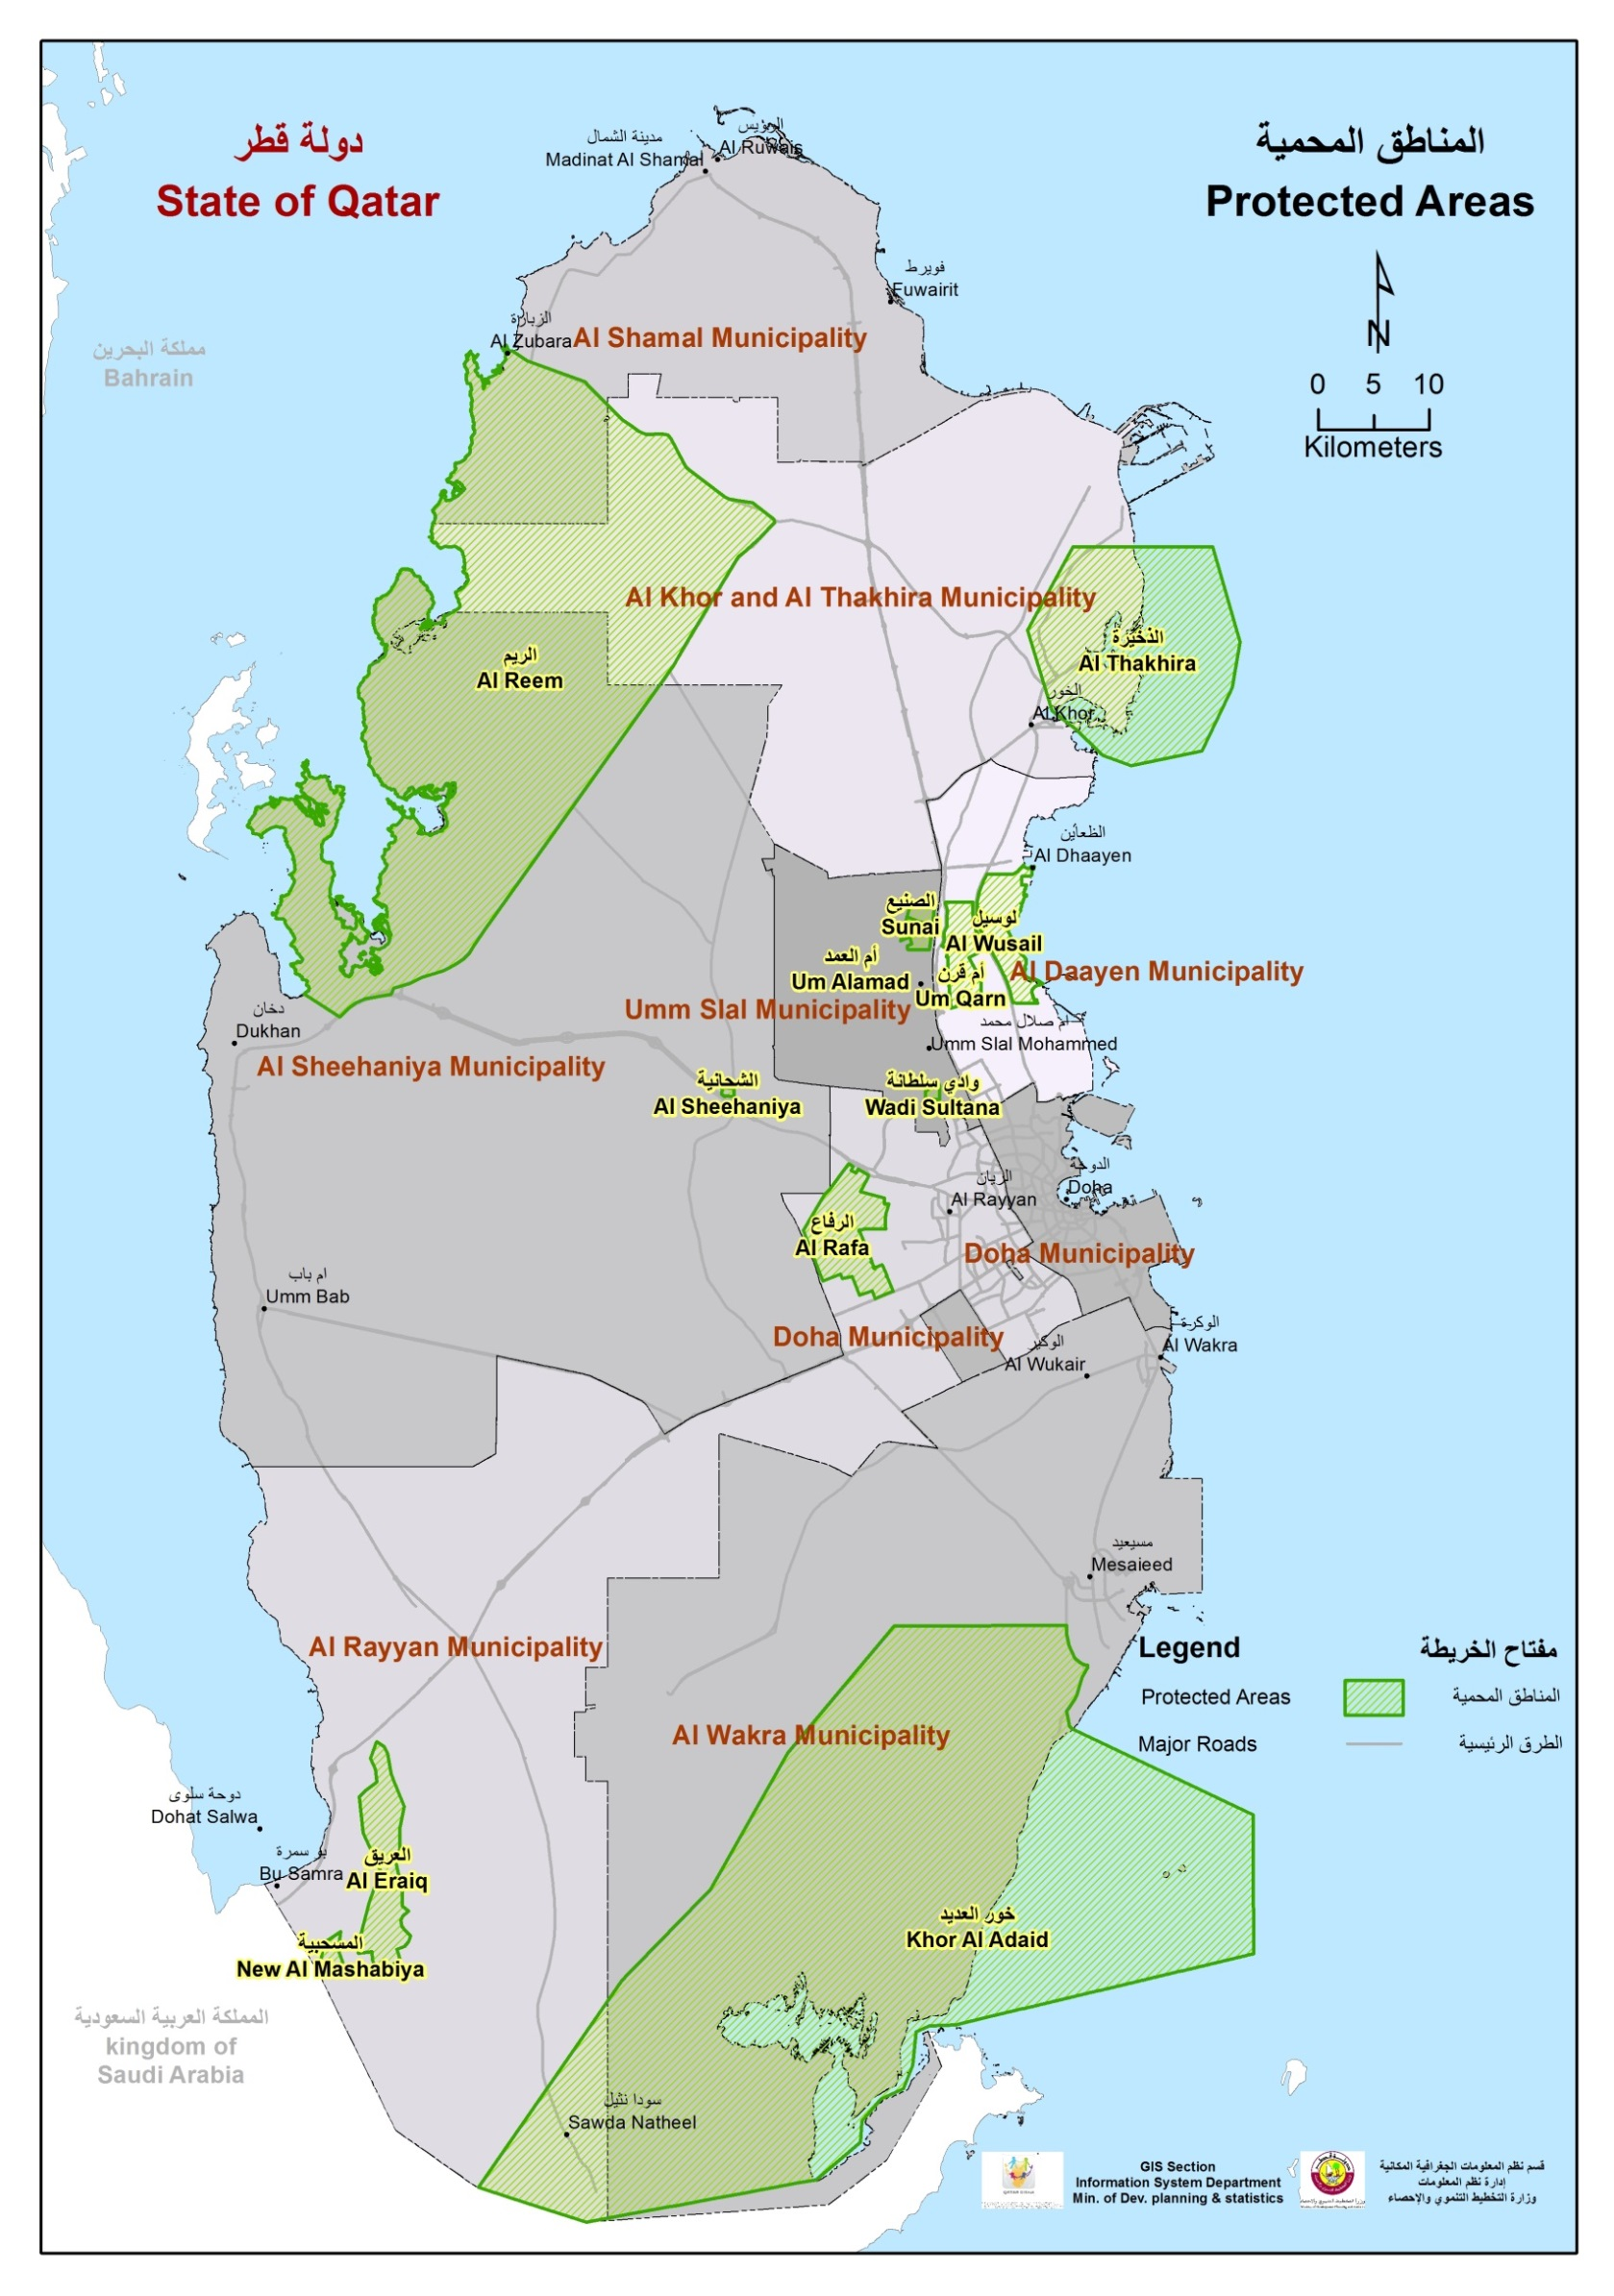 دولة قطر
State of Qatar
المناطق المحمية
Protected Areas
N
0 5 10
Kilometers
مدينة الشمال
Madinat Al Shamal
الرويس
Al Ruwais
فويرط
Fuwairit
الزبارة
Al Zubara
Al Shamal Municipality
مملكة البحرين
Bahrain
Al Khor and Al Thakhira Municipality
الذخيرة
Al Thakhira
الريم
Al Reem
الخور
Al Khor
الظعاين
Al Dhaayen
الصنيع
Sunai
لوسيل
Al Wusail
أم العمد
Um Alamad
أم قرن
Um Qarn
Al Daayen Municipality
Umm Slal Municipality
ام صلال محمد
Umm Slal Mohammed
دخان
Dukhan
Al Sheehaniya Municipality
الشحانية
Al Sheehaniya
وادي سلطانة
Wadi Sultana
الدوحة
Doha
الريان
Al Rayyan
الرفاع
Al Rafa
Doha Municipality
ام باب
Umm Bab
Doha Municipality
الوكرة
Al Wakra
الوكير
Al Wukair
مسيعيد
Mesaieed
Al Rayyan Municipality
Legend
مفتاح الخريطة
Protected Areas
المناطق المحمية
Major Roads
الطرق الرئيسية
Al Wakra Municipality
دوحة سلوى
Dohat Salwa
بو سمرة
Bu Samra
العريق
Al Eraiq
خور العديد
Khor Al Adaid
المسحبية
New Al Mashabiya
المملكة العربية السعودية
kingdom of
Saudi Arabia
سودا نثيل
Sawda Natheel
GIS Section
Information System Department
Min. of Dev. planning & statistics
قسم نظم المعلومات الجغرافية المكانية
إدارة نظم المعلومات
وزارة التخطيط التنموي والإحصاء